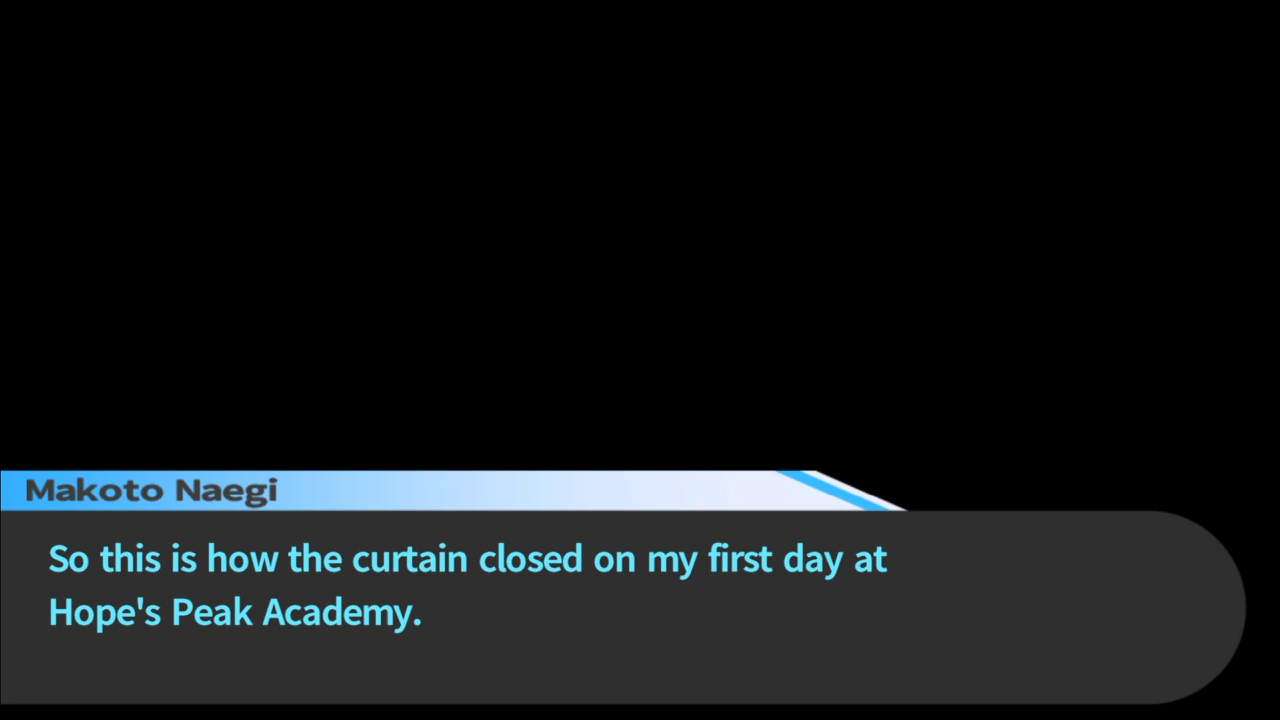 Makoto Naegi
So this is how the curtain closed on my first day at
Hope's Peak Academy.